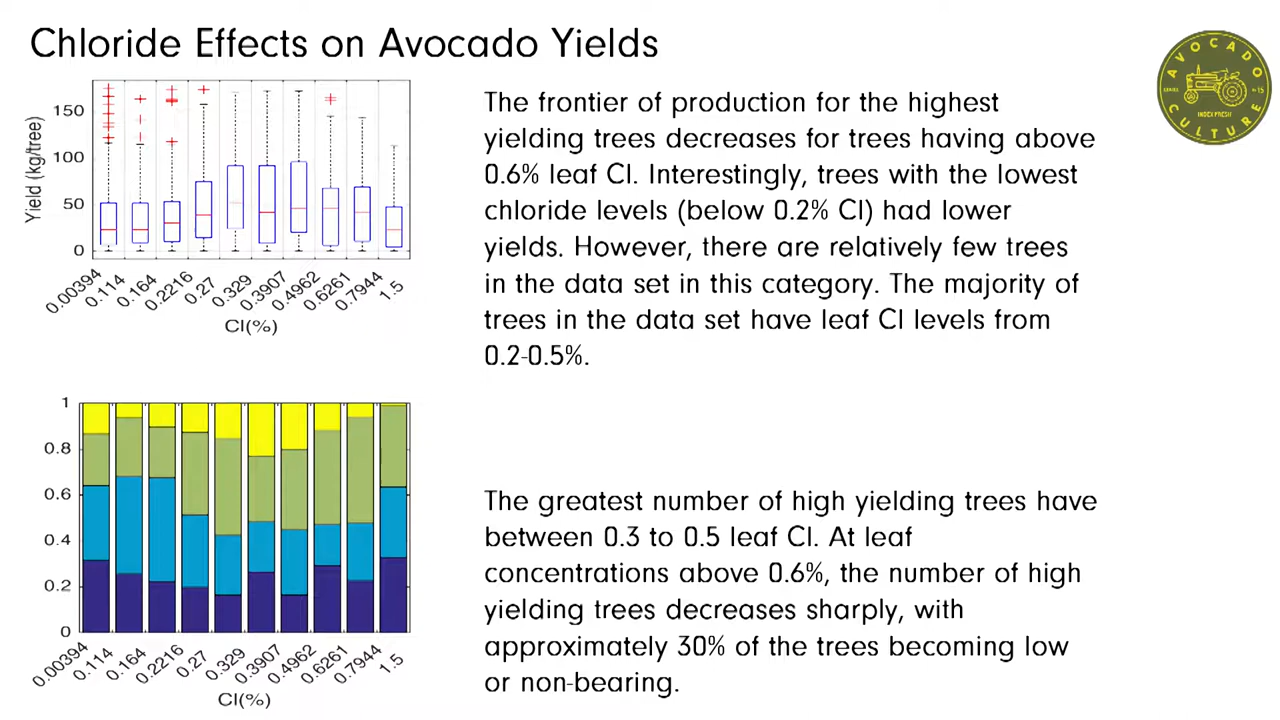 Chloride Effects on Avocado Yields
AVOCADO
SERIES
No 15
INDEX FRESH
CULTURE
Yield (kg/tree)
150
100
50
0
0.00394
0.114
0.164
0.2216
0.27
0.329
0.3907
0.4962
0.6261
0.7944
1.5
Cl(%)
The frontier of production for the highest
yielding trees decreases for trees having above
0.6% leaf Cl. Interestingly, trees with the lowest
chloride levels (below 0.2% Cl) had lower
yields. However, there are relatively few trees
in the data set in this category. The majority of
trees in the data set have leaf Cl levels from
0.2-0.5%.
1
0.8
0.6
0.4
0.2
0
0.00394
0.114
0.164
0.2216
0.27
0.329
0.3907
0.4962
0.6261
0.7944
1.5
Cl(%)
The greatest number of high yielding trees have
between 0.3 to 0.5 leaf Cl. At leaf
concentrations above 0.6%, the number of high
yielding trees decreases sharply, with
approximately 30% of the trees becoming low
or non-bearing.